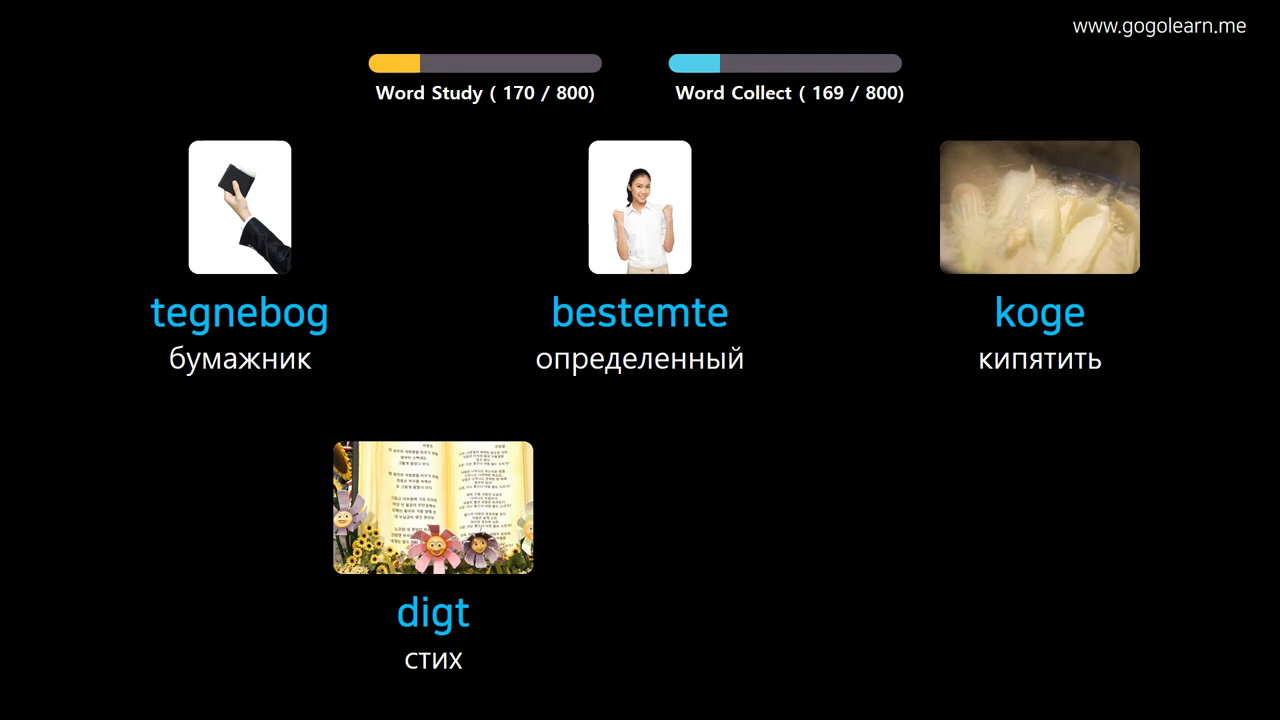 www.gogolearn.me
Word Study ( 170 / 800)
Word Collect ( 169 / 800)
tegnebog
бумажник
bestemte
определенный
koge
кипятить
digt
стих